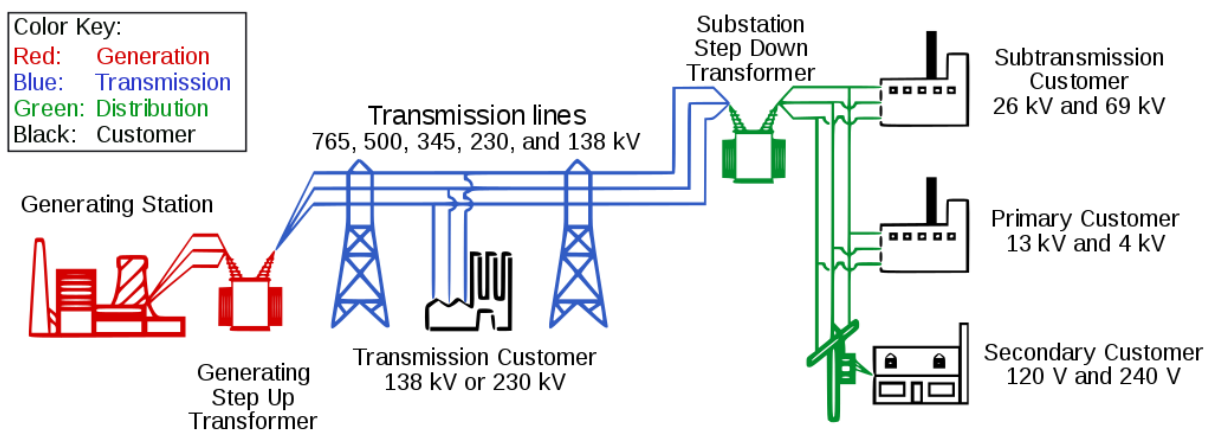 Color Key:
Red: Generation
Blue: Transmission
Green: Distribution
Black: Customer
Generating Station
Generating
Step Up
Transformer
Transmission lines
765, 500, 345, 230, and 138 kV
Transmission Customer
138 kV or 230 kV
Substation
Step Down
Transformer
Subtransmission
Customer
26 kV and 69 kV
Primary Customer
13 kV and 4 kV
Secondary Customer
120 V and 240 V